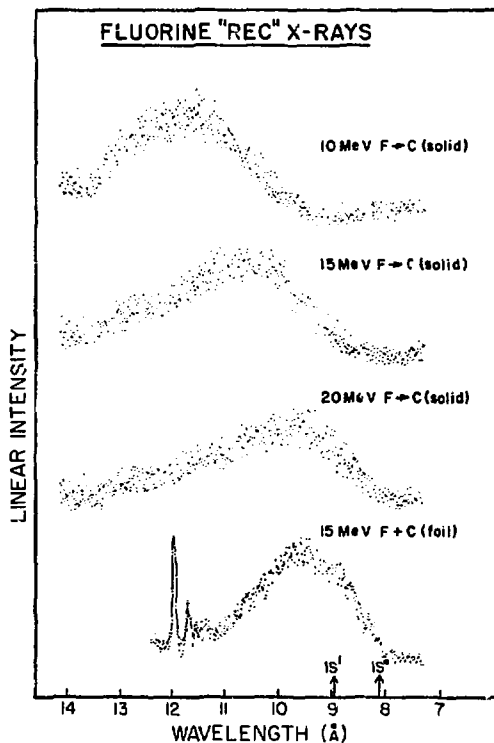 FLUORINE "REC" X-RAYS
10 MeV F→C (solid)
15 MeV F→C (solid)
20 MeV F→C (solid)
15 MeV F + C (foil)
LINEAR INTENSITY
1S¹
14 13 12 11 10 9 8 7
WAVELENGTH (Å)